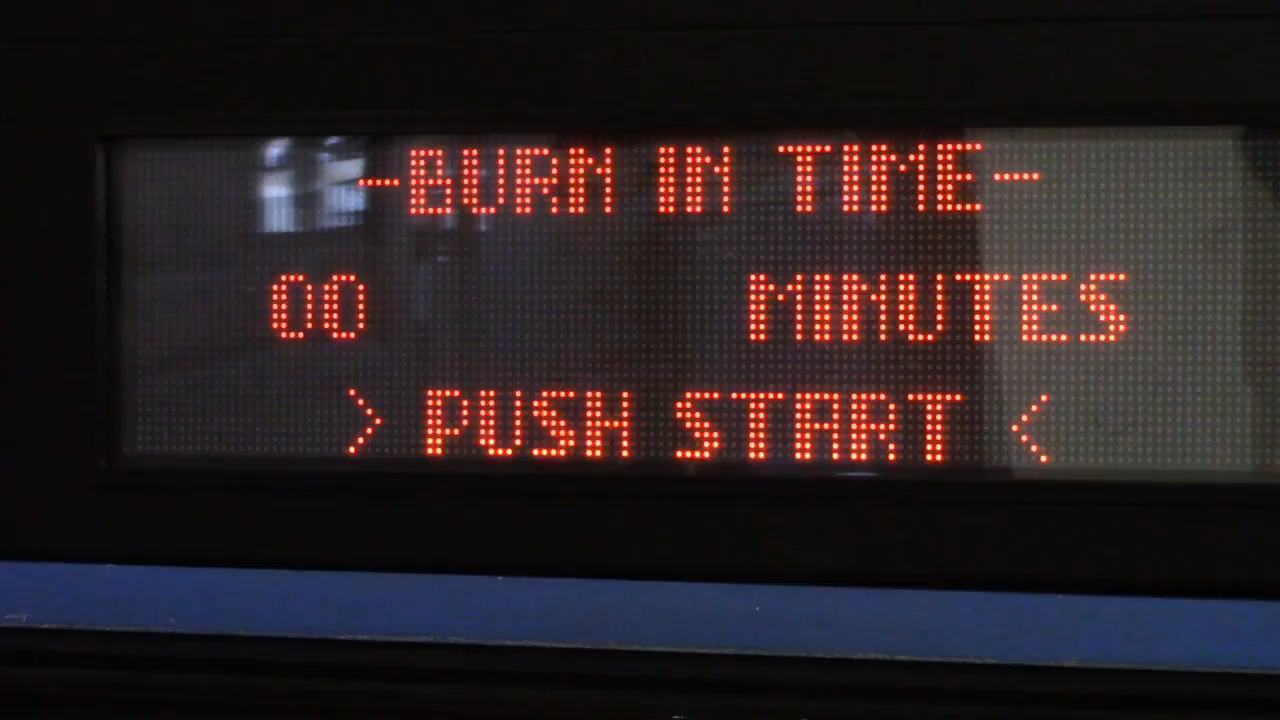 -BURN IN TIME-
00 MINUTES
> PUSH START <